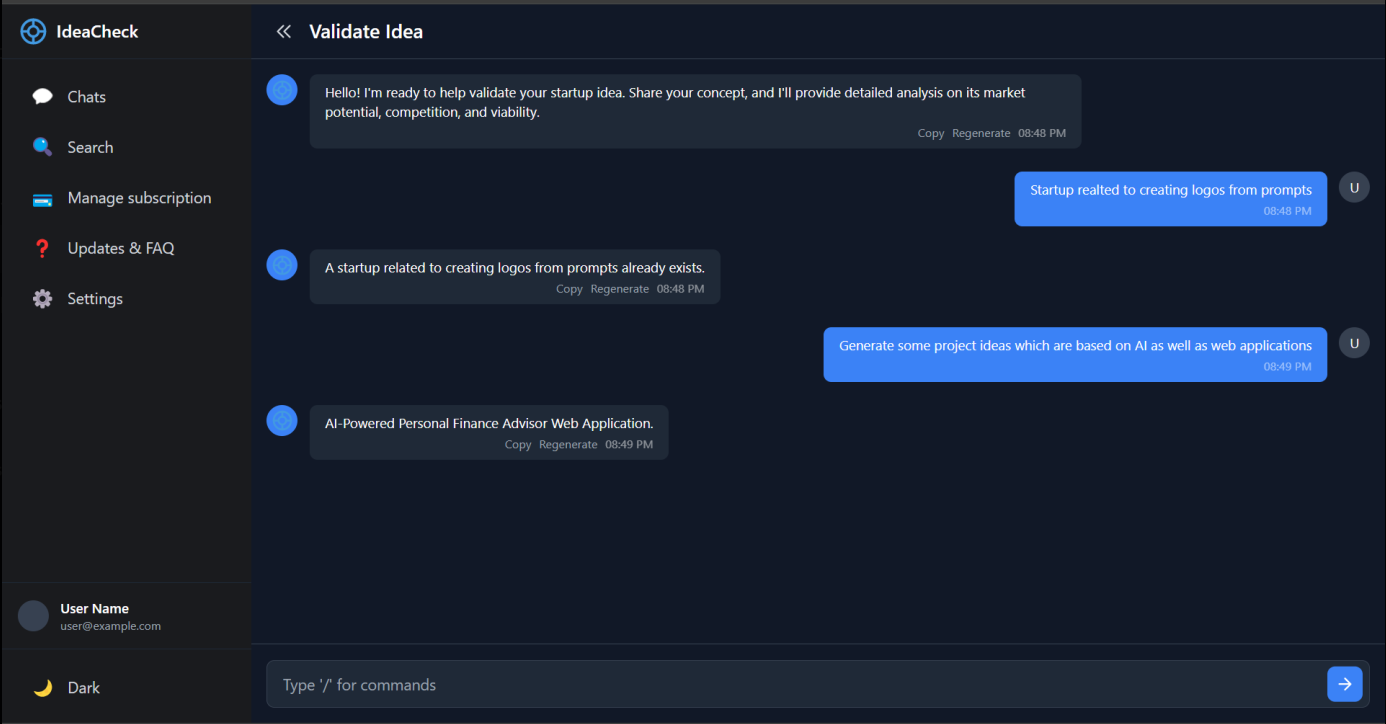 IdeaCheck
Chats
Search
Manage subscription
Updates & FAQ
Settings
User Name
user@example.com
Dark
Validate Idea
Hello! I'm ready to help validate your startup idea. Share your concept, and I'll provide detailed analysis on its market
potential, competition, and viability.
Copy Regenerate 08:48 PM
Startup realted to creating logos from prompts
08:48 PM
U
A startup related to creating logos from prompts already exists.
Copy Regenerate 08:48 PM
Generate some project ideas which are based on AI as well as web applications
08:49 PM
U
AI-Powered Personal Finance Advisor Web Application.
Copy Regenerate 08:49 PM
Type '/' for commands